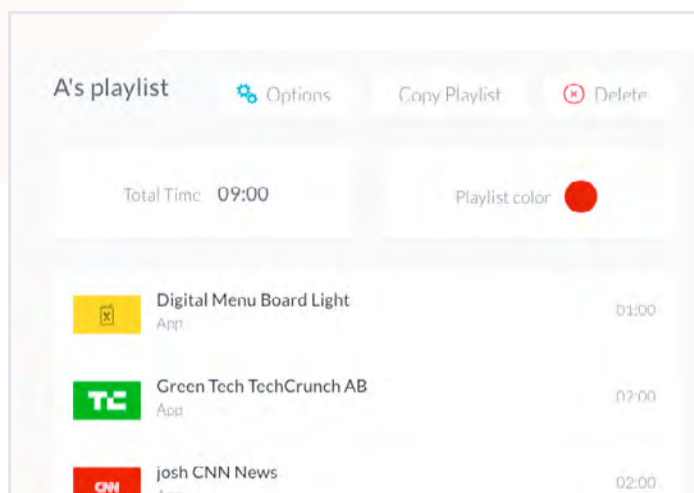 A's playlist
Options
Copy Playlist
Delete
Total Time 09:00
Playlist color
Digital Menu Board Light
App
01:00
TC
Green Tech TechCrunch AB
App
02:00
CNN
josh CNN News
02:00